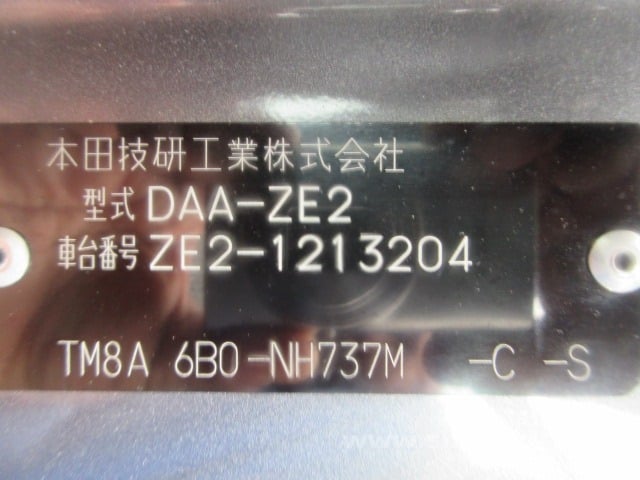 本田技研工業株式会社
型式 DAA-ZE2
車台番号 ZE2-1213204
TM8A 6B0-NH737M -C -S